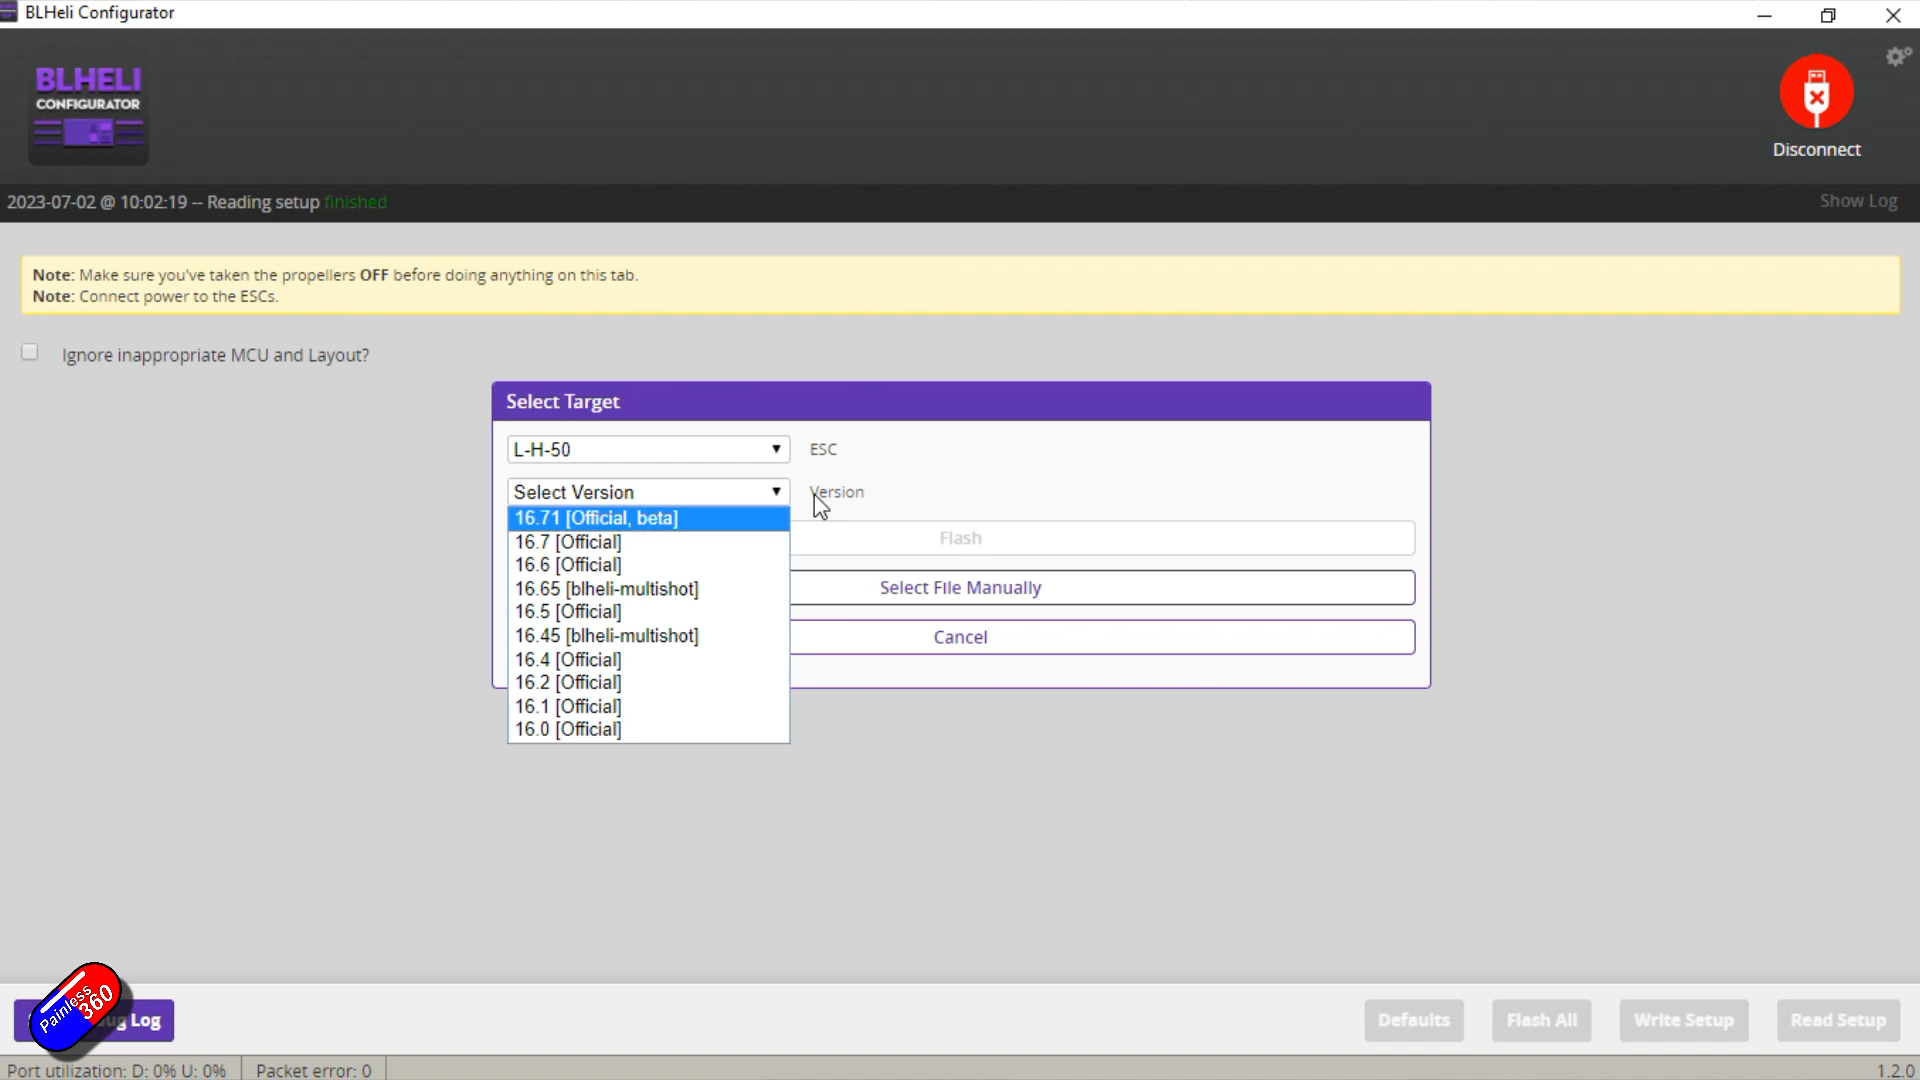 BLHeli Configurator
BLHELI
CONFIGURATOR
Disconnect
2023-07-02 @ 10:02:19 -- Reading setup finished
Show Log
Note: Make sure you've taken the propellers OFF before doing anything on this tab.
Note: Connect power to the ESCs.
Ignore inappropriate MCU and Layout?
Select Target
L-H-50
ESC
Select Version
Version
16.71 [Official, beta]
16.7 [Official]
16.6 [Official]
16.65 [blheli-multishot]
16.5 [Official]
16.45 [blheli-multishot]
16.4 [Official]
16.2 [Official]
16.1 [Official]
16.0 [Official]
Flash
Select File Manually
Cancel
Painless
360
Log
Defaults
Flash All
Write Setup
Read Setup
Port utilization: D: 0% U: 0%
Packet error: 0
1.2.0